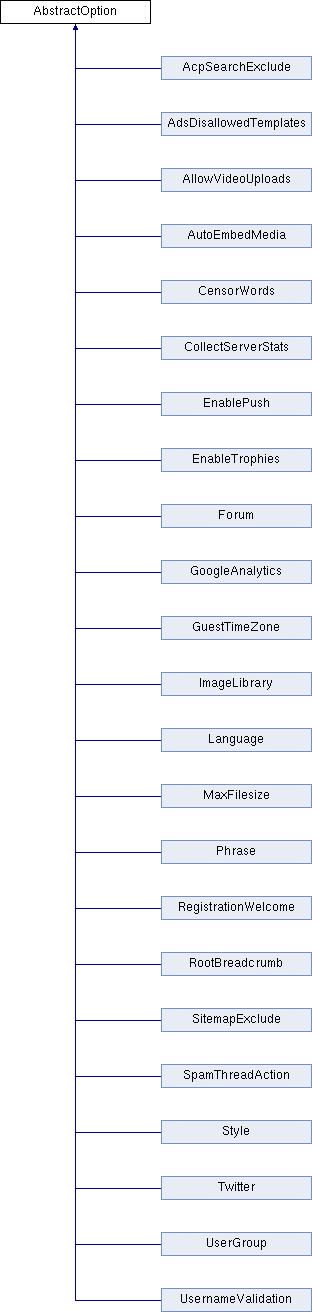 AbstractOption
AcpSearchExclude
AdsDisallowedTemplates
AllowVideoUploads
AutoEmbedMedia
CensorWords
CollectServerStats
EnablePush
EnableTrophies
Forum
GoogleAnalytics
GuestTimeZone
ImageLibrary
Language
MaxFilesize
Phrase
RegistrationWelcome
RootBreadcrumb
SitemapExclude
SpamThreadAction
Style
Twitter
UserGroup
UsernameValidation